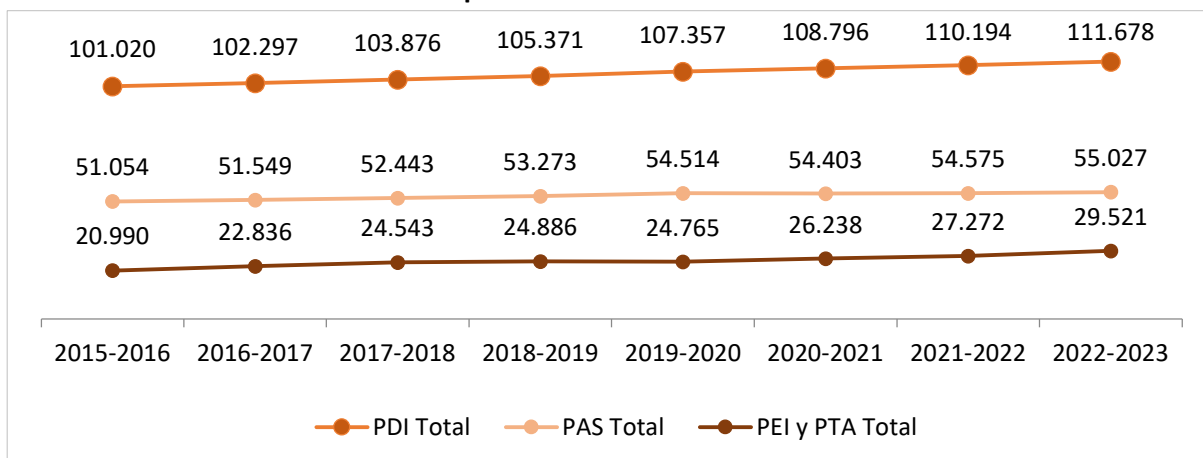 101.020 102.297 103.876 105.371 107.357 108.796 110.194 111.678
51.054 51.549 52.443 53.273 54.514 54.403 54.575 55.027
20.990 22.836 24.543 24.886 24.765 26.238 27.272 29.521
2015-2016 2016-2017 2017-2018 2018-2019 2019-2020 2020-2021 2021-2022 2022-2023
PDI Total PAS Total PEI y PTA Total